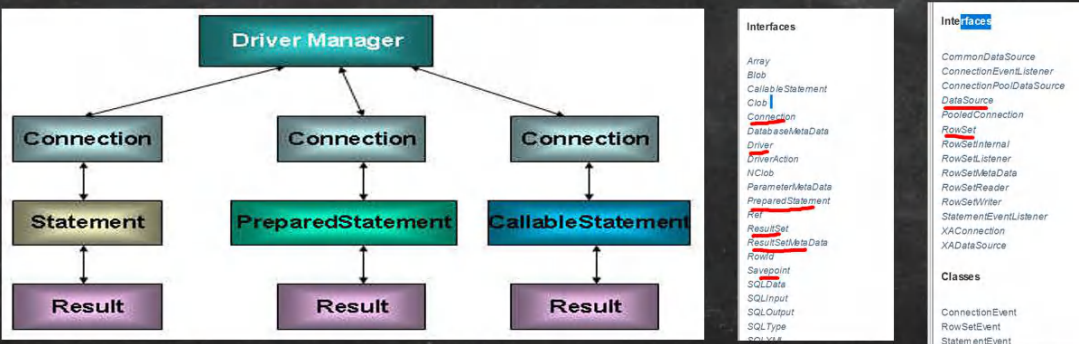 Driver Manager
Connection
Connection
Connection
Statement
PreparedStatement
CallableStatement
Result
Result
Result
Interfaces
Array
Blob
CallableStatement
Clob
Connection
DatabaseMetaData
Driver
DriverAction
NClob
ParameterMetaData
PreparedStatement
Ref
ResultSet
ResultSetMetaData
RowId
Savepoint
SQLData
SQLInput
SQLOutput
SQLType
SQLXML
Interfaces
CommonDataSource
ConnectionEventListener
ConnectionPoolDataSource
DataSource
PooledConnection
RowSet
RowSetInternal
RowSetListener
RowSetMetaData
RowSetReader
RowSetWriter
StatementEventListener
XAConnection
XADataSource
Classes
ConnectionEvent
RowSetEvent
StatementEvent